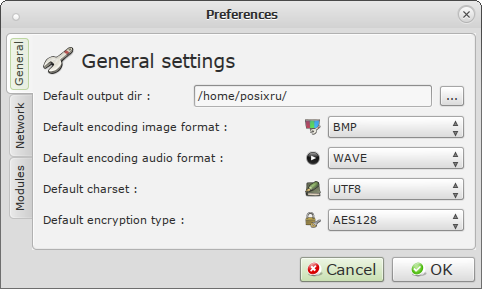 Preferences
General
Network
Modules
General settings
Default output dir : /home/posixru/ ...
Default encoding image format : BMP
Default encoding audio format : WAVE
Default charset : UTF8
Default encryption type : AES128
Cancel OK